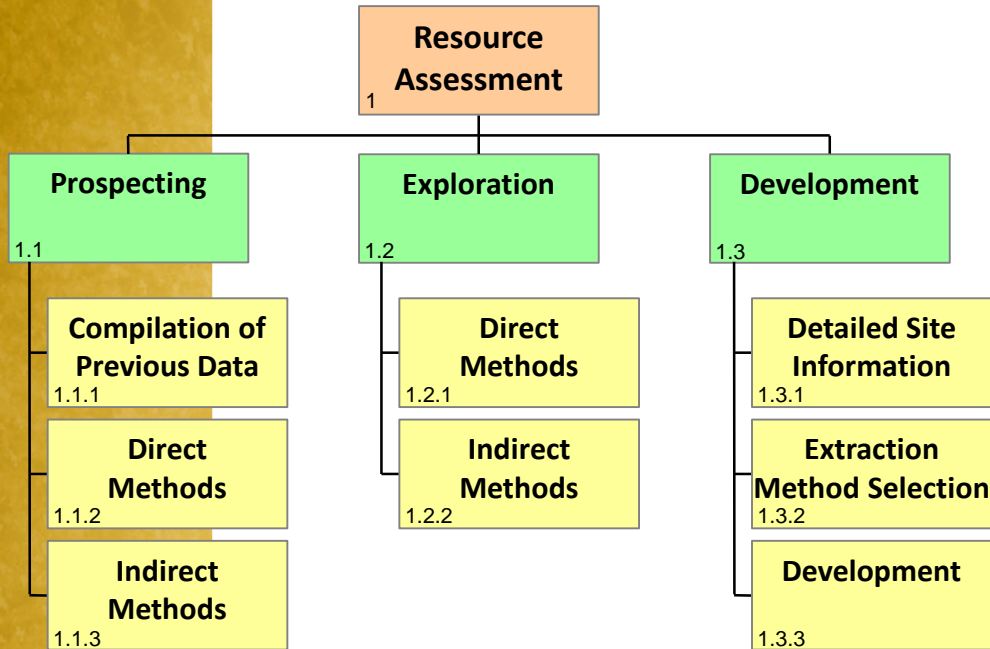 Resource
Assessment
1
Prospecting
1.1
Exploration
1.2
Development
1.3
Compilation of
Previous Data
1.1.1
Direct
Methods
1.1.2
Indirect
Methods
1.1.3
Direct
Methods
1.2.1
Indirect
Methods
1.2.2
Detailed Site
Information
1.3.1
Extraction
Method Selection
1.3.2
Development
1.3.3